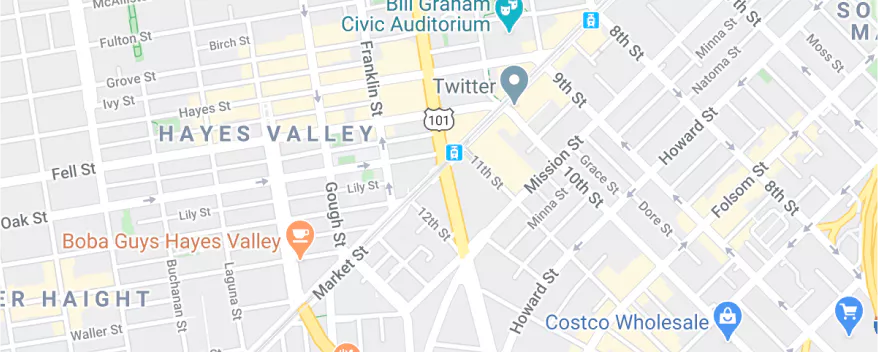 McAllister
Bill Graham
Civic Auditorium
SO
MA
Fulton St
Birch St
Franklin St
8th St
Minna St
Moss St
Natoma St
Grove St
Ivy St
Hayes St
Twitter
9th St
HAYES VALLEY
101
Howard St
Fell St
11th St
Mission St
Grace St
10th St
Folsom St
8th St
Oak St
Lily St
Lily St
Gough St
12th St
Minna St
Dore St
Boba Guys Hayes Valley
Market St
Buchanan St
Laguna St
ER HAIGHT
Howard St
Waller St
Costco Wholesale